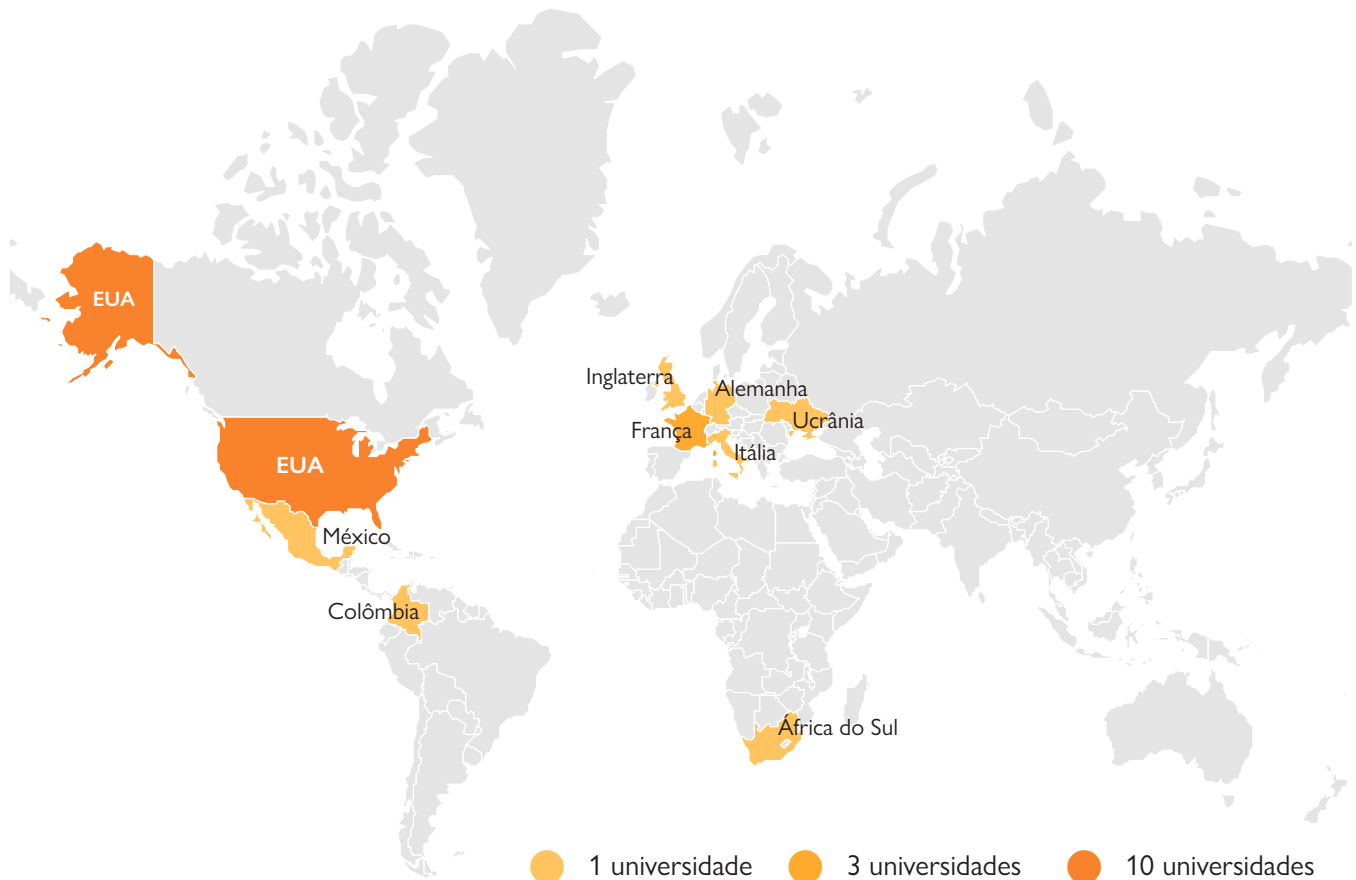 EUA
Inglaterra
Alemanha
Ucrânia
França
Itália
EUA
México
Colômbia
África do Sul
1 universidade
3 universidades
10 universidades